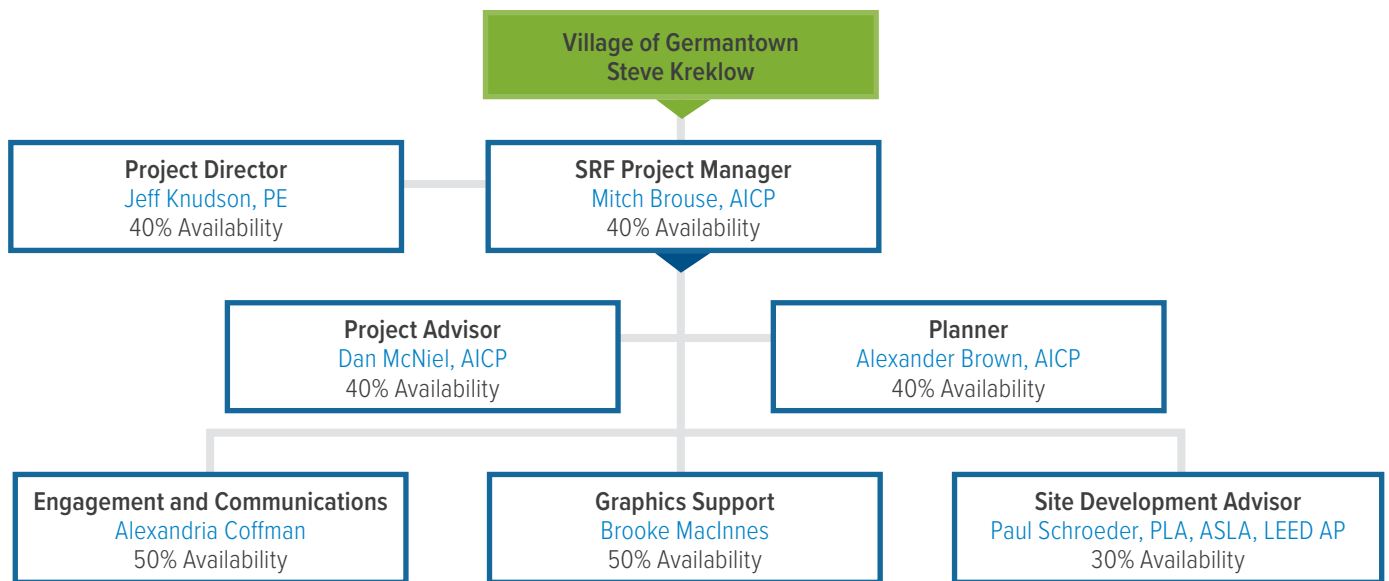 Village of Germantown
Steve Kreklow
Project Director
Jeff Knudson, PE
40% Availability
SRF Project Manager
Mitch Brouse, AICP
40% Availability
Project Advisor
Dan McNiel, AICP
40% Availability
Planner
Alexander Brown, AICP
40% Availability
Engagement and Communications
Alexandria Coffman
50% Availability
Graphics Support
Brooke MacInnes
50% Availability
Site Development Advisor
Paul Schroeder, PLA, ASLA, LEED AP
30% Availability